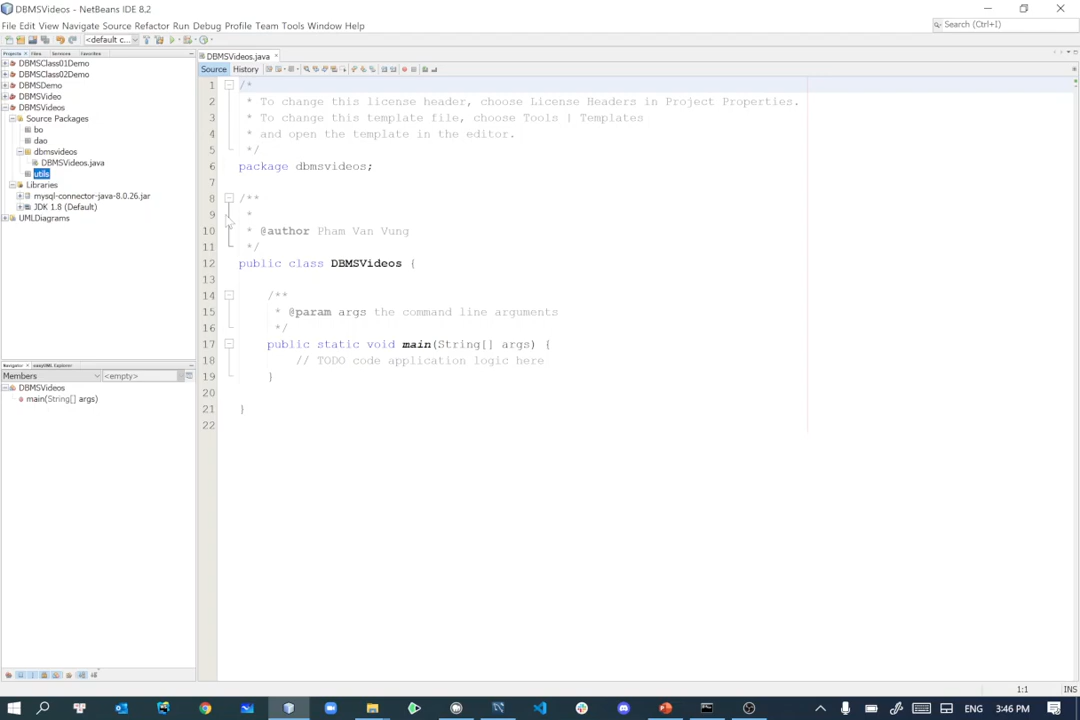 DBMSVideos - NetBeans IDE 8.2
File Edit View Navigate Source Refactor Run Debug Profile Team Tools Window Help
Search (Ctrl+I)
<default c...
Projects Files Services Favorites
DBMSClass01Demo
DBMSClass02Demo
DBMSDemo
DBMSVideo
DBMSVideos
Source Packages
bo
dao
dbmsvideos
DBMSVideos.java
utils
Libraries
mysql-connector-java-8.0.26.jar
JDK 1.8 (Default)
UMLDiagrams
Navigator
Members <empty>
DBMSVideos
main(String[] args)
DBMSVideos.java
Source History
1 /*
2 * To change this license header, choose License Headers in Project Properties.
3 * To change this template file, choose Tools | Templates
4 * and open the template in the editor.
5 */
6 package dbmsvideos;
7
8 /**
9 *
10 * @author Pham Van Vung
11 */
12 public class DBMSVideos {
13
14 /**
15 * @param args the command line arguments
16 */
17 public static void main(String[] args) {
18 // TODO code application logic here
19 }
20
21 }
22
1:1 INS
ENG 3:46 PM